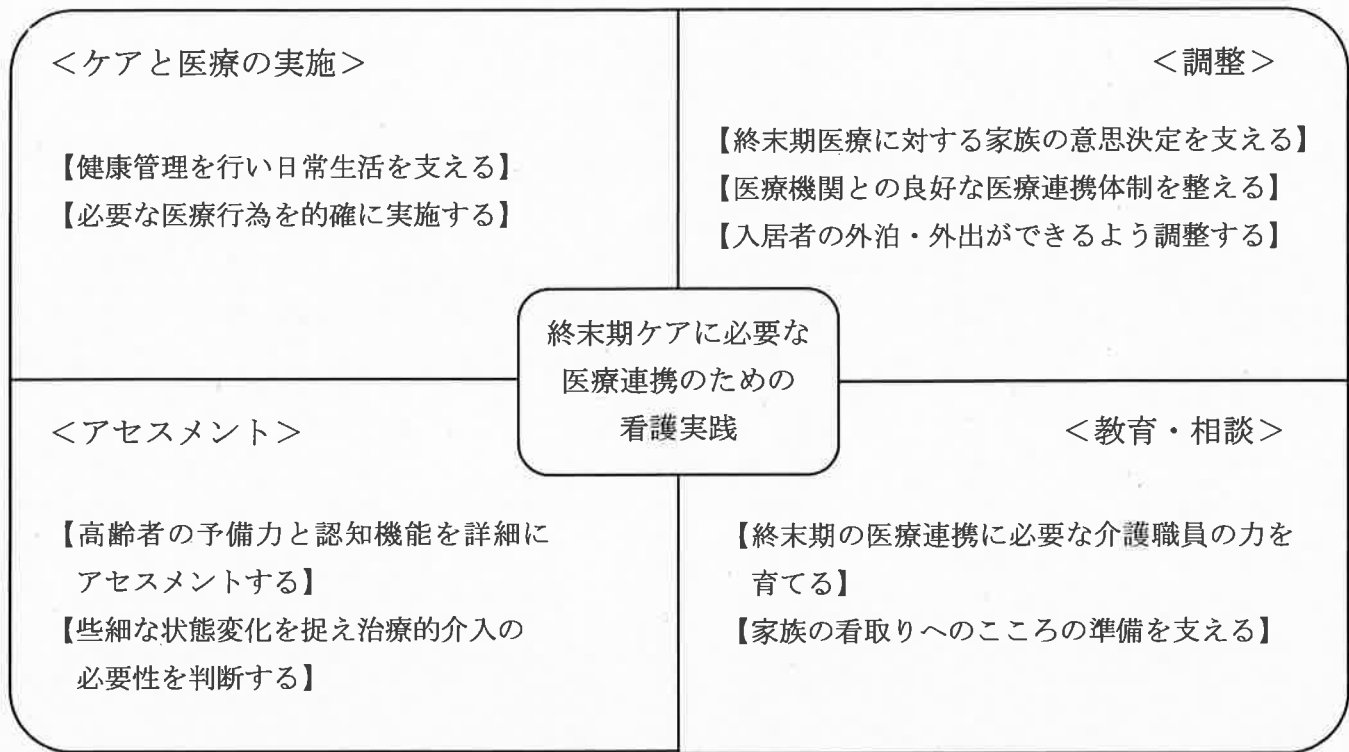 ＜ケアと医療の実施＞
【健康管理を行い日常生活を支える】
【必要な医療行為を的確に実施する】
＜調整＞
【終末期医療に対する家族の意思決定を支える】
【医療機関との良好な医療連携体制を整える】
【入居者の外泊・外出ができるよう調整する】
終末期ケアに必要な
医療連携のための
看護実践
＜アセスメント＞
【高齢者の予備力と認知機能を詳細に
アセスメントする】
【些細な状態変化を捉え治療的介入の
必要性を判断する】
＜教育・相談＞
【終末期の医療連携に必要な介護職員の力を
育てる】
【家族の看取りへのこころの準備を支える】